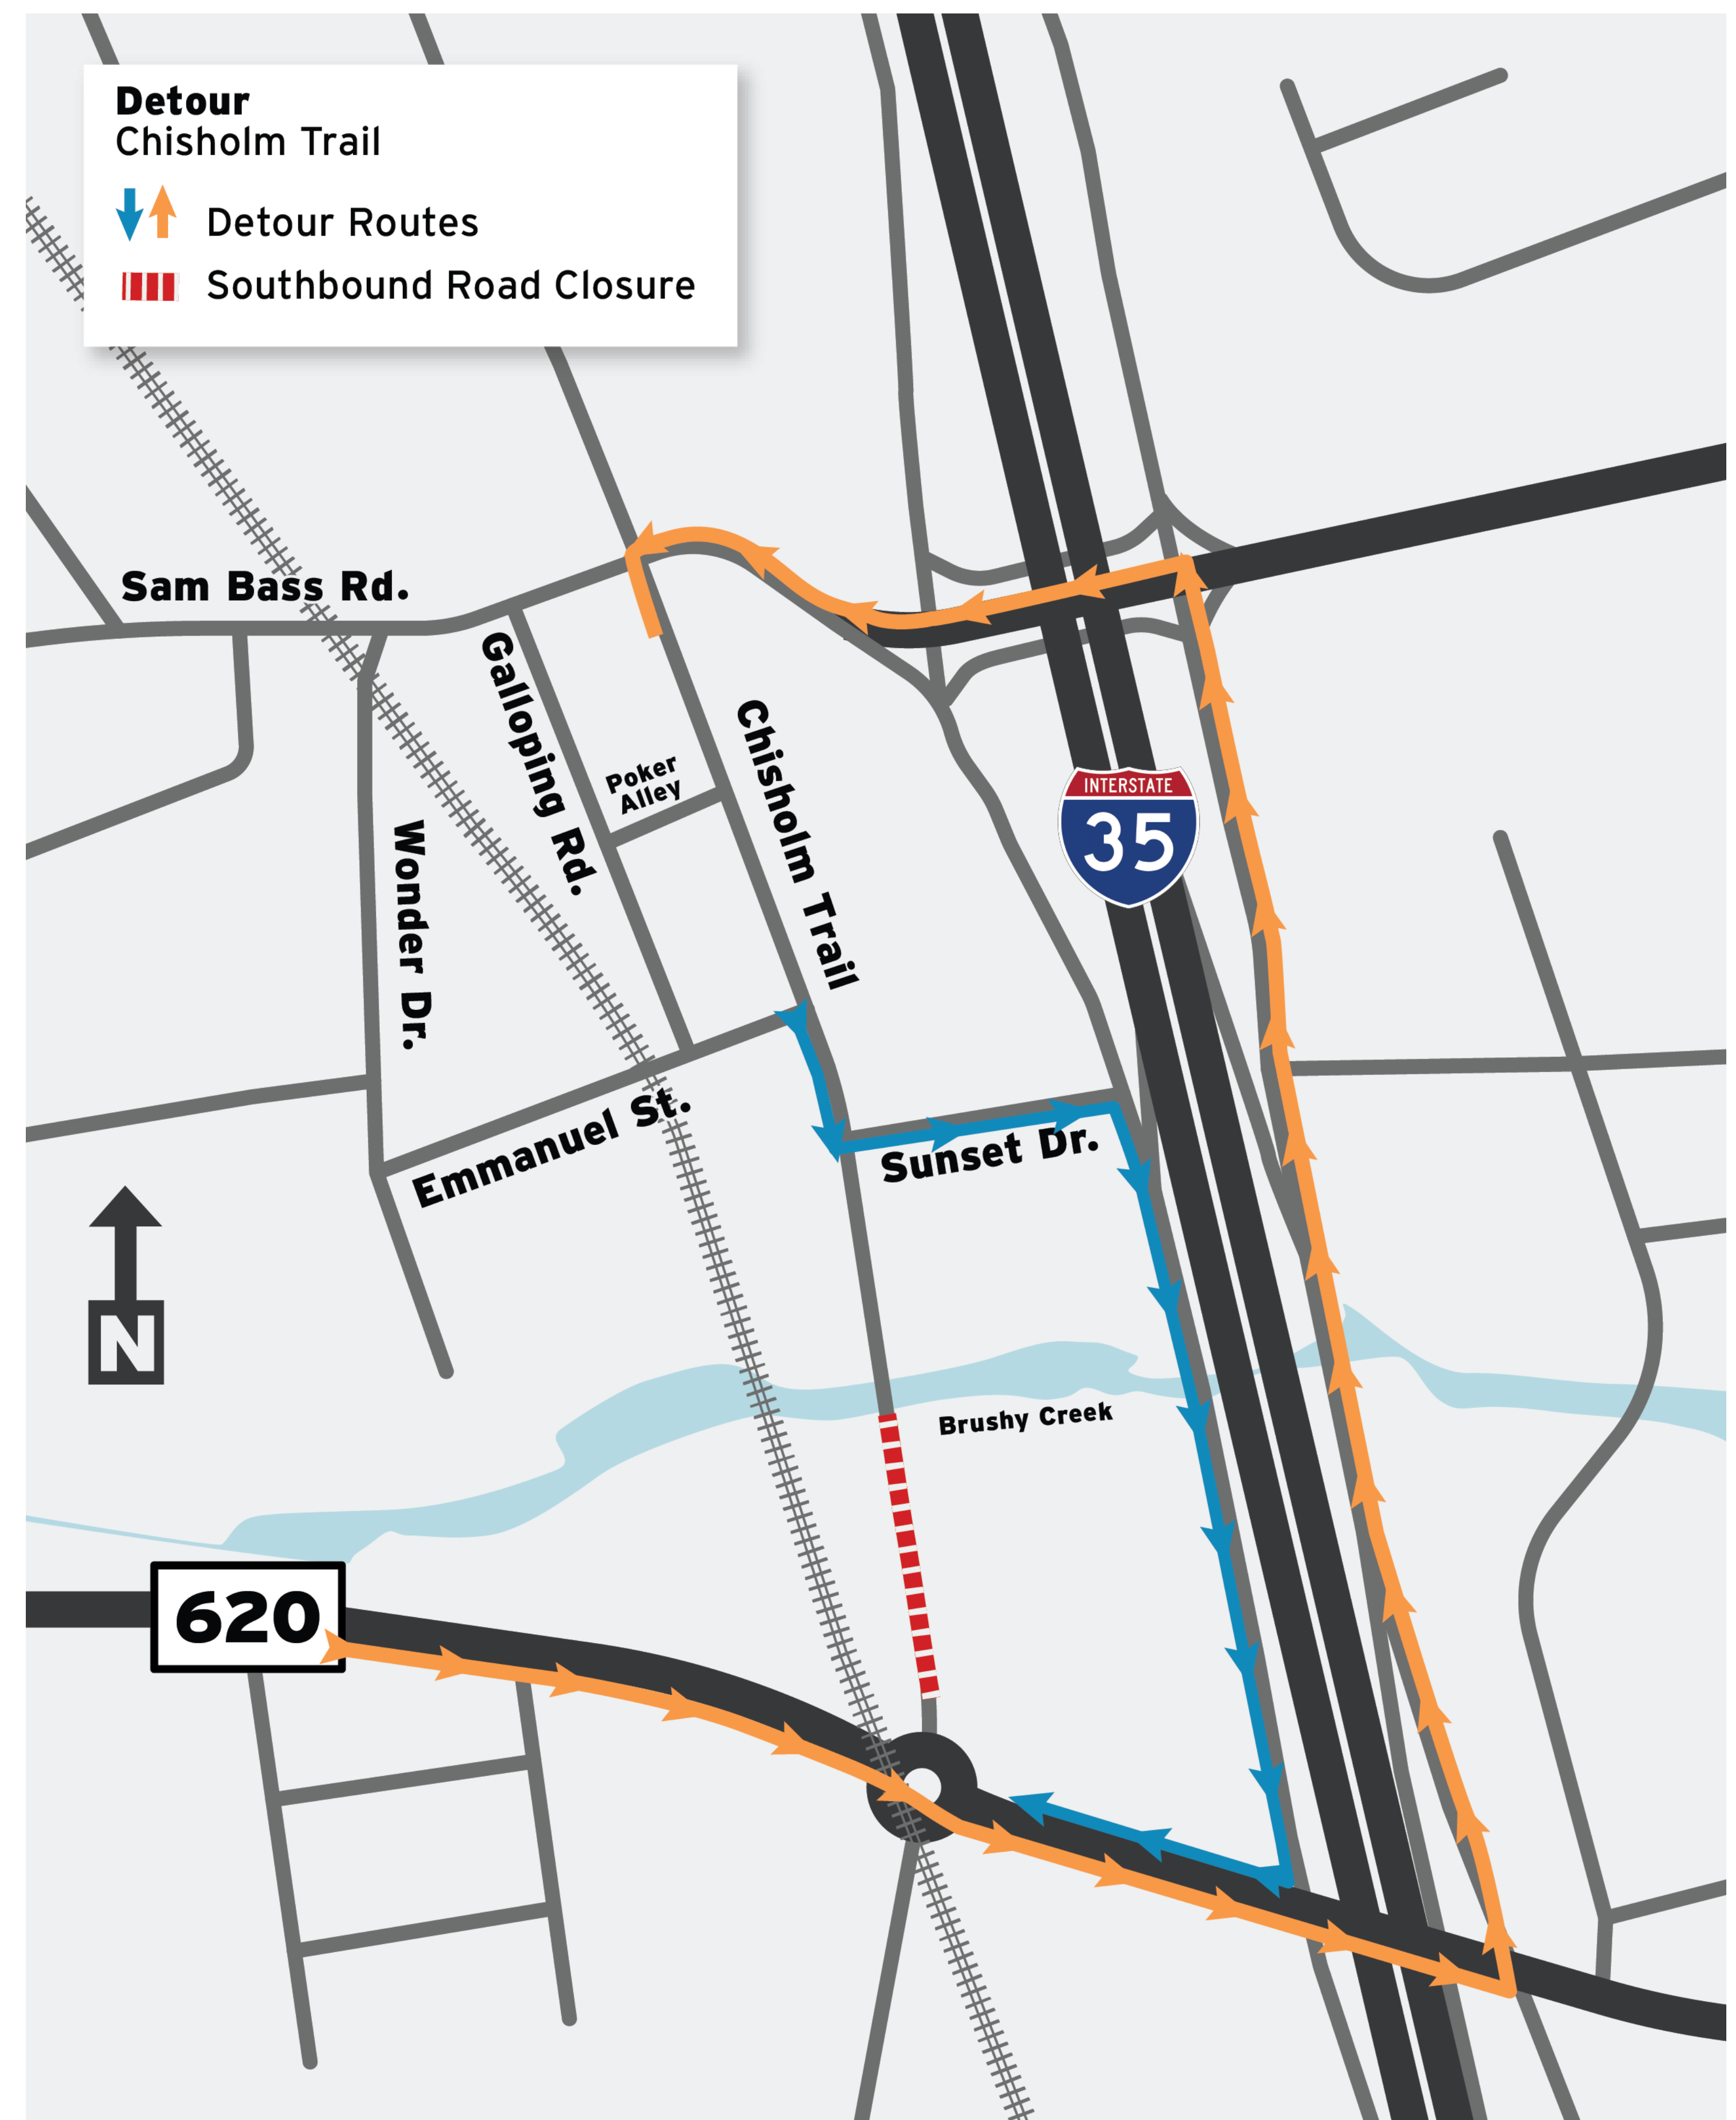 Detour
Chisholm Trail
Detour Routes
Southbound Road Closure
Sam Bass Rd.
Galloping Rd.
Poker
Alley
Chisholm Trail
INTERSTATE
35
Wonder Dr.
Emmanuel St.
Sunset Dr.
N
Brushy Creek
620